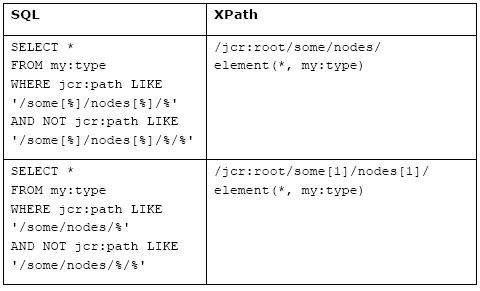 SQL
XPath
SELECT *
FROM my:type
WHERE jcr:path LIKE
'/some[%]/nodes[%]/%'
AND NOT jcr:path LIKE
'/some[%]/nodes[%]/%/%'
/jcr:root/some/nodes/
element(*, my:type)
SELECT *
FROM my:type
WHERE jcr:path LIKE
'/some/nodes/%'
AND NOT jcr:path LIKE
'/some/nodes/%/%'
/jcr:root/some[1]/nodes[1]/
element(*, my:type)